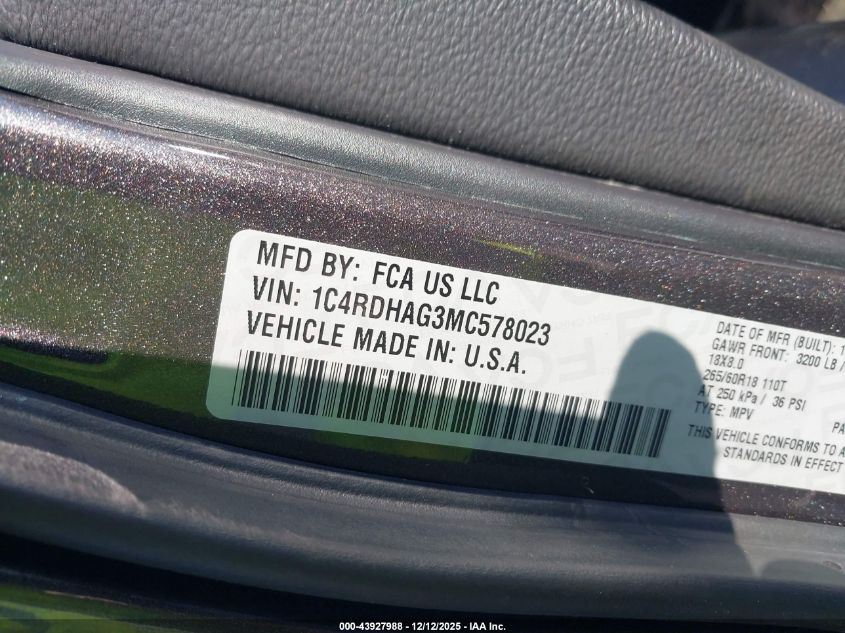 MFD BY: FCA US LLC
VIN: 1C4RDHAG3MC578023
VEHICLE MADE IN: U.S.A.
DATE OF MFR (BUILT): 1
GAWR FRONT: 3200 LB /
18X8.0
265/60R18 110T
AT 250 kPa / 36 PSI
TYPE: MPV
PA
THIS VEHICLE CONFORMS TO A
STANDARDS IN EFFECT
000-43927988 - 12/12/2025 - IAA Inc.